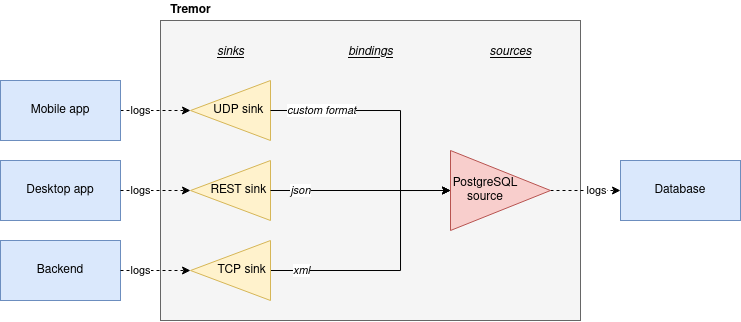 Tremor
sinks
bindings
sources
Mobile app
logs
UDP sink
custom format
Desktop app
logs
REST sink
json
PostgreSQL
source
logs
Database
Backend
logs
TCP sink
xml